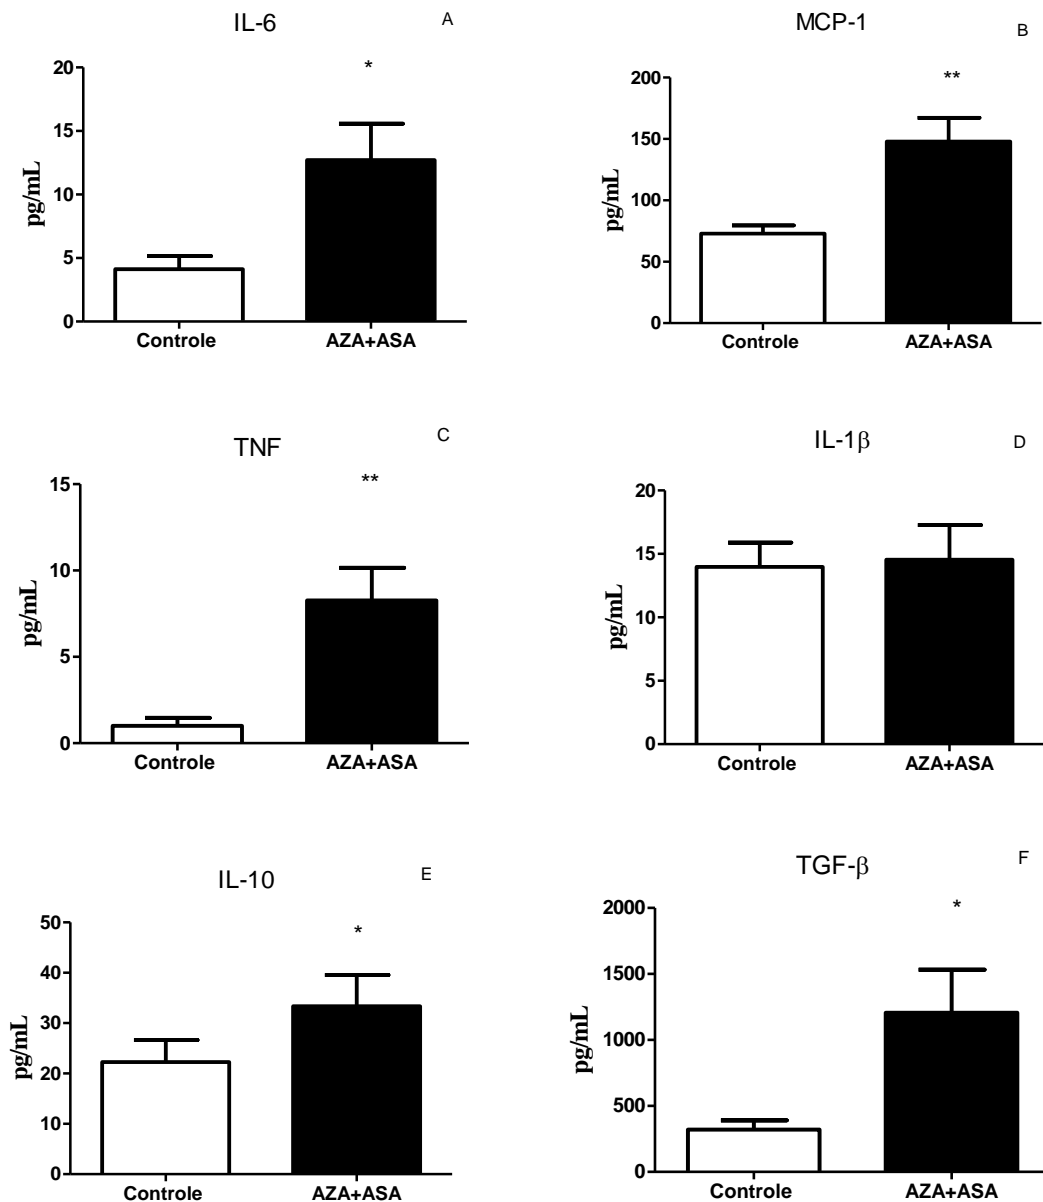 IL-6
A
*
20
15
10
5
0
pg/mL
Controle
AZA+ASA
MCP-1
B
**
200
150
100
50
0
pg/mL
Controle
AZA+ASA
TNF
C
**
15
10
5
0
pg/mL
Controle
AZA+ASA
IL-1β
D
20
15
10
5
0
pg/mL
Controle
AZA+ASA
IL-10
E
*
50
40
30
20
10
0
pg/mL
Controle
AZA+ASA
TGF-β
F
*
2000
1500
1000
500
0
pg/mL
Controle
AZA+ASA